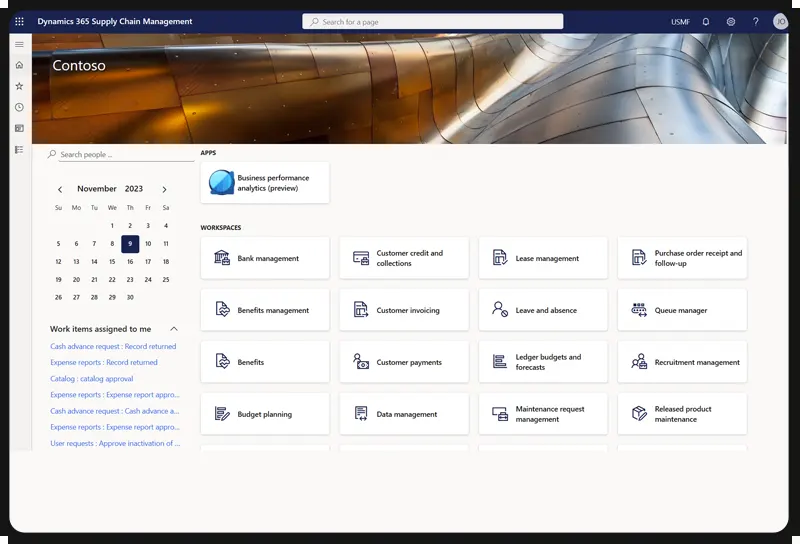 Dynamics 365 Supply Chain Management
Search for a page
USMF
?
JO
Contoso
Search people ...
November 2023
Su Mo Tu We Th Fr Sa
1 2 3 4
5 6 7 8 9 10 11
12 13 14 15 16 17 18
19 20 21 22 23 24 25
26 27 28 29 30
Work items assigned to me
Cash advance request : Record returned
Expense reports : Record returned
Catalog : catalog approval
Expense reports : Expense report appro...
Cash advance request : Cash advance a...
Expense reports : Expense report appro...
User requests : Approve inactivation of ...
APPS
Business performance
analytics (preview)
WORKSPACES
Bank management
Customer credit and
collections
Lease management
Purchase order receipt and
follow-up
Benefits management
Customer invoicing
Leave and absence
Queue manager
Benefits
Customer payments
Ledger budgets and
forecasts
Recruitment management
Budget planning
Data management
Maintenance request
management
Released product
maintenance